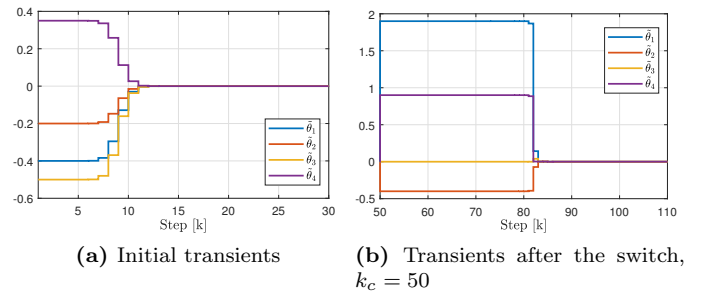 0.4
0.2
0
-0.2
-0.4
-0.6
5
10
15
20
25
30
Step [k]
θ̃₁
θ̃₂
θ̃₃
θ̃₄
(a) Initial transients
2
1.5
1
0.5
0
-0.5
50
60
70
80
90
100
110
Step [k]
θ̃₁
θ̃₂
θ̃₃
θ̃₄
(b) Transients after the switch,
k_c = 50